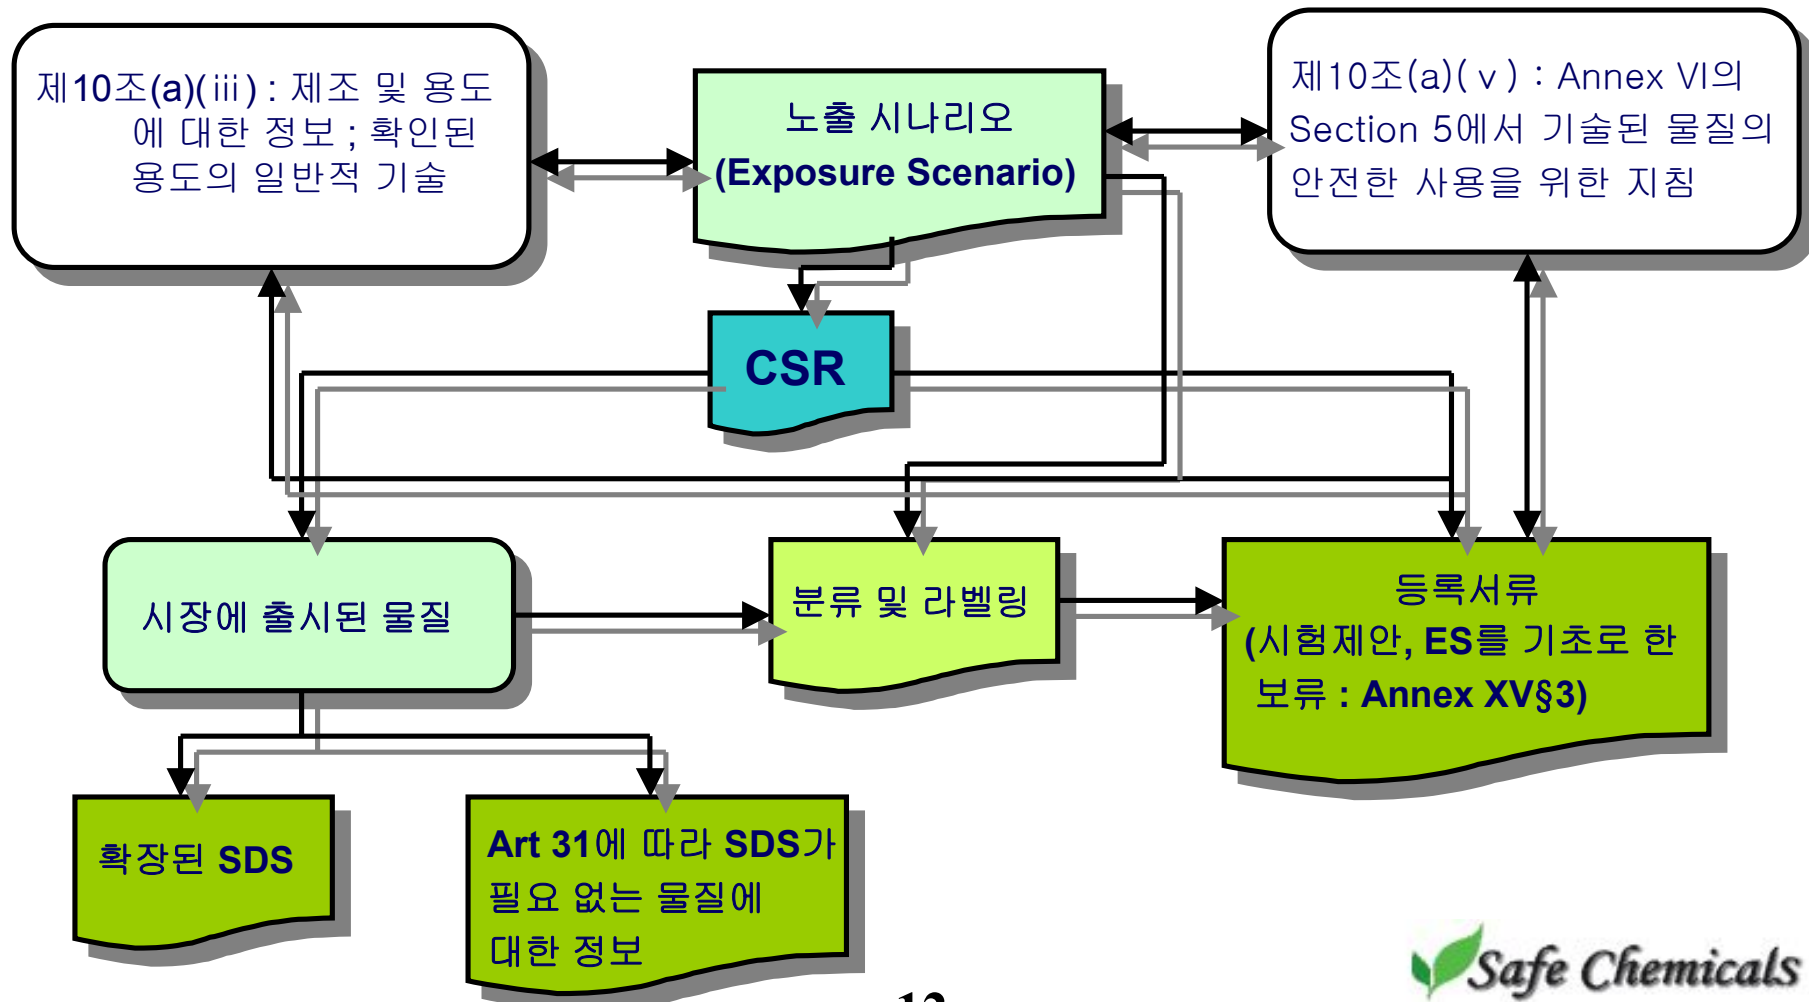 제10조(a)(ⅲ) : 제조 및 용도
에 대한 정보 ; 확인된
용도의 일반적 기술
노출 시나리오
(Exposure Scenario)
제10조(a)(ⅴ) : Annex Ⅵ의
Section 5에서 기술된 물질의
안전한 사용을 위한 지침
CSR
시장에 출시된 물질
분류 및 라벨링
등록서류
(시험제안, ES를 기초로 한
보류 : Annex XV§3)
확장된 SDS
Art 31에 따라 SDS가
필요 없는 물질에
대한 정보
Safe Chemicals